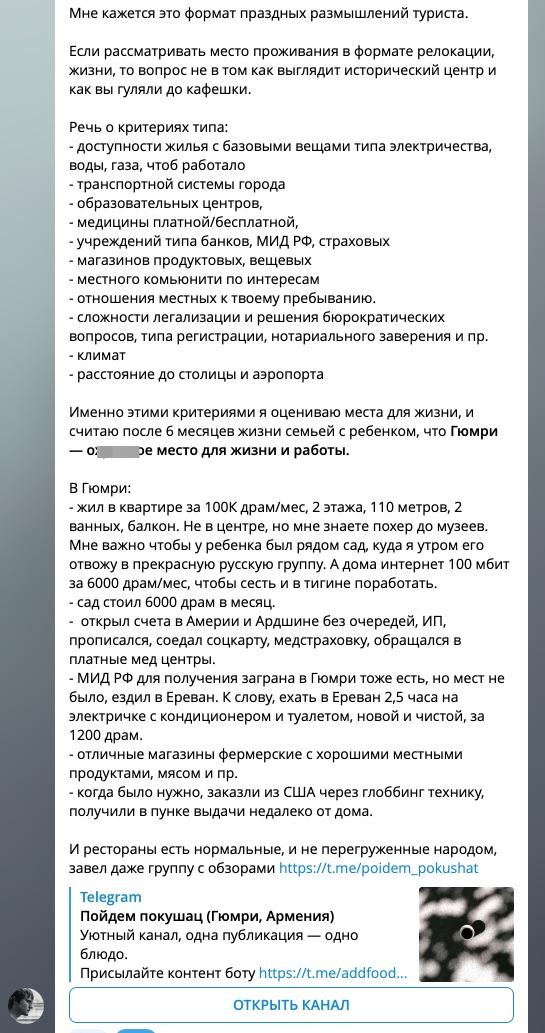 Мне кажется это формат праздных размышлений туриста.
Если рассматривать место проживания в формате релокации,
жизни, то вопрос не в том как выглядит исторический центр и
как вы гуляли до кафешки.
Речь о критериях типа:
- доступности жилья с базовыми вещами типа электричества,
воды, газа, чтоб работало
- транспортной системы города
- образовательных центров,
- медицины платной/бесплатной,
- учреждений типа банков, МИД РФ, страховых
- магазинов продуктовых, вещевых
- местного комьюнити по интересам
- отношения местных к твоему пребыванию.
- сложности легализации и решения бюрократических
вопросов, типа регистрации, нотариального заверения и пр.
- климат
- расстояние до столицы и аэропорта
Именно этими критериями я оцениваю места для жизни, и
считаю после 6 месяцев жизни семьей с ребенком, что Гюмри
— место для жизни и работы.
В Гюмри:
- жил в квартире за 100К драм/мес, 2 этажа, 110 метров, 2
ванных, балкон. Не в центре, но мне знаете похер до музеев.
Мне важно чтобы у ребенка был рядом сад, куда я утром его
отвожу в прекрасную русскую группу. А дома интернет 100 мбит
за 6000 драм/мес, чтобы сесть и в тигине поработать.
- сад стоил 6000 драм в месяц.
- открыл счета в Америи и Ардшине без очередей, ИП,
прописался, соедал соцкарту, медстраховку, обращался в
платные мед центры.
- МИД РФ для получения заграна в Гюмри тоже есть, но мест не
было, ездил в Ереван. К слову, ехать в Ереван 2,5 часа на
электричке с кондиционером и туалетом, новой и чистой, за
1200 драм.
- отличные магазины фермерские с хорошими местными
продуктами, мясом и пр.
- когда было нужно, заказли из США через глоббинг технику,
получили в пунке выдачи недалеко от дома.
И рестораны есть нормальные, и не перегруженные народом,
завел даже группу с обзорами https://t.me/poidem_pokushat
Telegram
Пойдем покушац (Гюмри, Армения)
Уютный канал, одна публикация — одно
блюдо.
Присылайте контент боту https://t.me/addfood...
ОТКРЫТЬ КАНАЛ